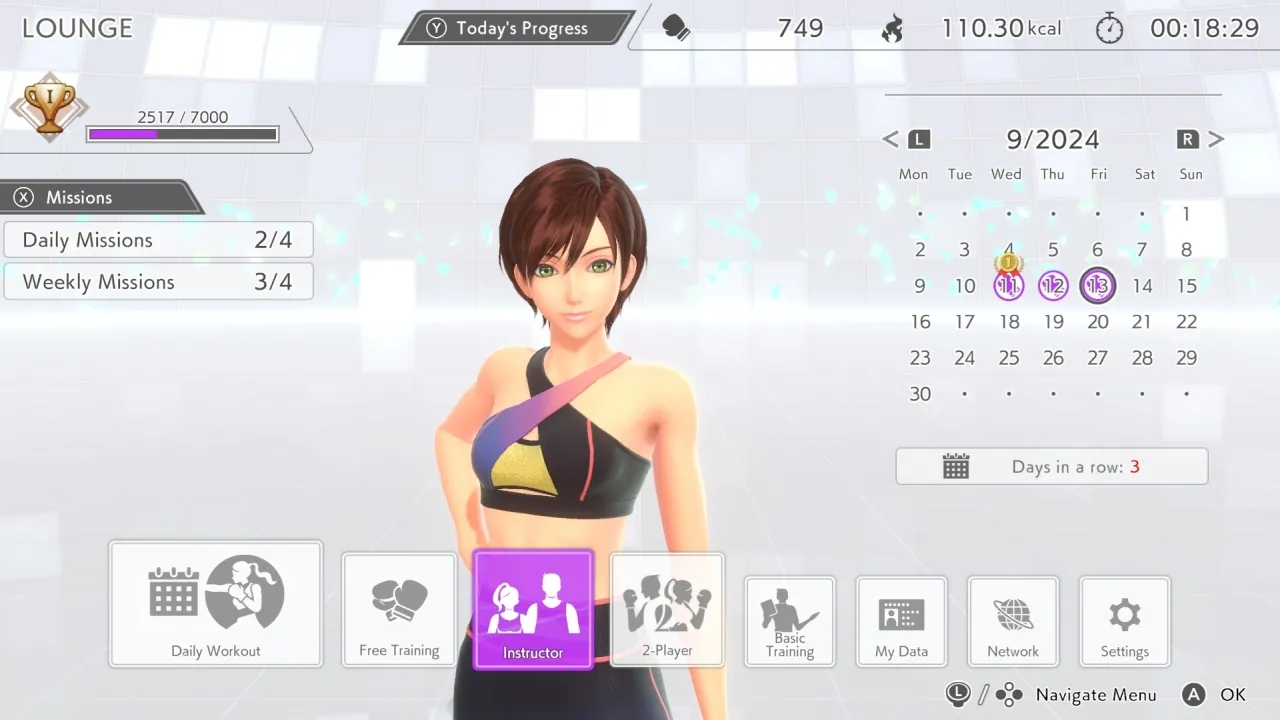 LOUNGE
Y Today's Progress
749
110.30 kcal
00:18:29
I
2517 / 7000
X Missions
Daily Missions 2/4
Weekly Missions 3/4
< L 9/2024 R >
Mon Tue Wed Thu Fri Sat Sun
· · · · · · 1
2 3 4 5 6 7 8
9 10 11 12 13 14 15
16 17 18 19 20 21 22
23 24 25 26 27 28 29
30 · · · · · ·
Days in a row: 3
Daily Workout
Free Training
Instructor
2
2-Player
Basic
Training
My Data
Network
Settings
L / Navigate Menu A OK